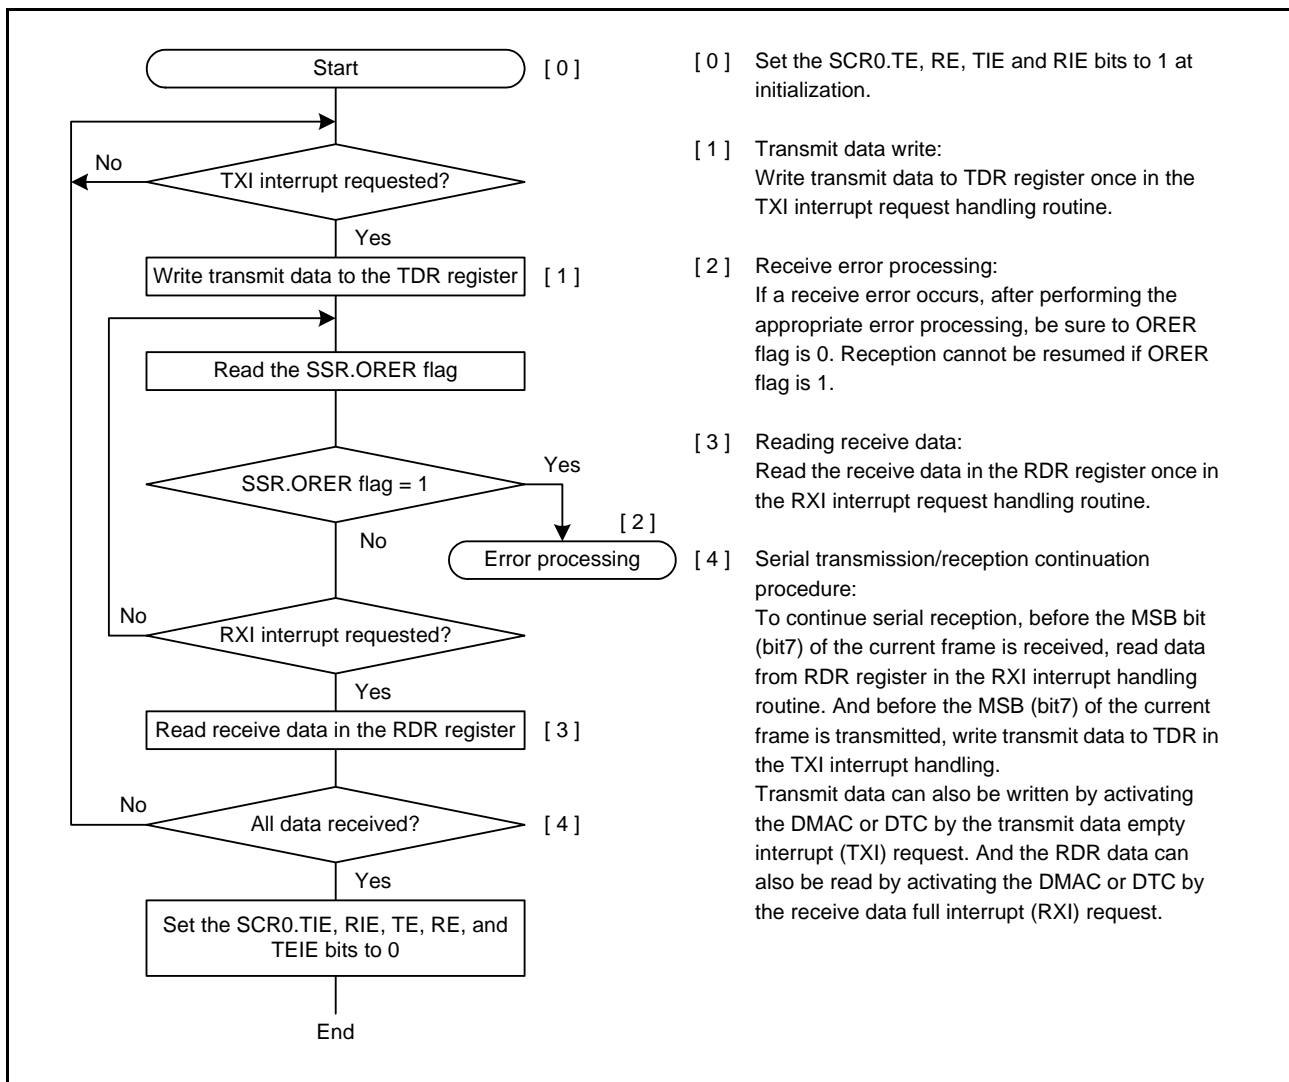 Start
[ 0 ]
No
TXI interrupt requested?
Yes
Write transmit data to the TDR register
[ 1 ]
Read the SSR.ORER flag
SSR.ORER flag = 1
Yes
No
[ 2 ]
Error processing
No
RXI interrupt requested?
Yes
Read receive data in the RDR register
[ 3 ]
No
All data received?
[ 4 ]
Yes
Set the SCR0.TIE, RIE, TE, RE, and
TEIE bits to 0
End
[ 0 ] Set the SCR0.TE, RE, TIE and RIE bits to 1 at
initialization.
[ 1 ] Transmit data write:
Write transmit data to TDR register once in the
TXI interrupt request handling routine.
[ 2 ] Receive error processing:
If a receive error occurs, after performing the
appropriate error processing, be sure to ORER
flag is 0. Reception cannot be resumed if ORER
flag is 1.
[ 3 ] Reading receive data:
Read the receive data in the RDR register once in
the RXI interrupt request handling routine.
[ 4 ] Serial transmission/reception continuation
procedure:
To continue serial reception, before the MSB bit
(bit7) of the current frame is received, read data
from RDR register in the RXI interrupt handling
routine. And before the MSB (bit7) of the current
frame is transmitted, write transmit data to TDR in
the TXI interrupt handling.
Transmit data can also be written by activating
the DMAC or DTC by the transmit data empty
interrupt (TXI) request. And the RDR data can
also be read by activating the DMAC or DTC by
the receive data full interrupt (RXI) request.